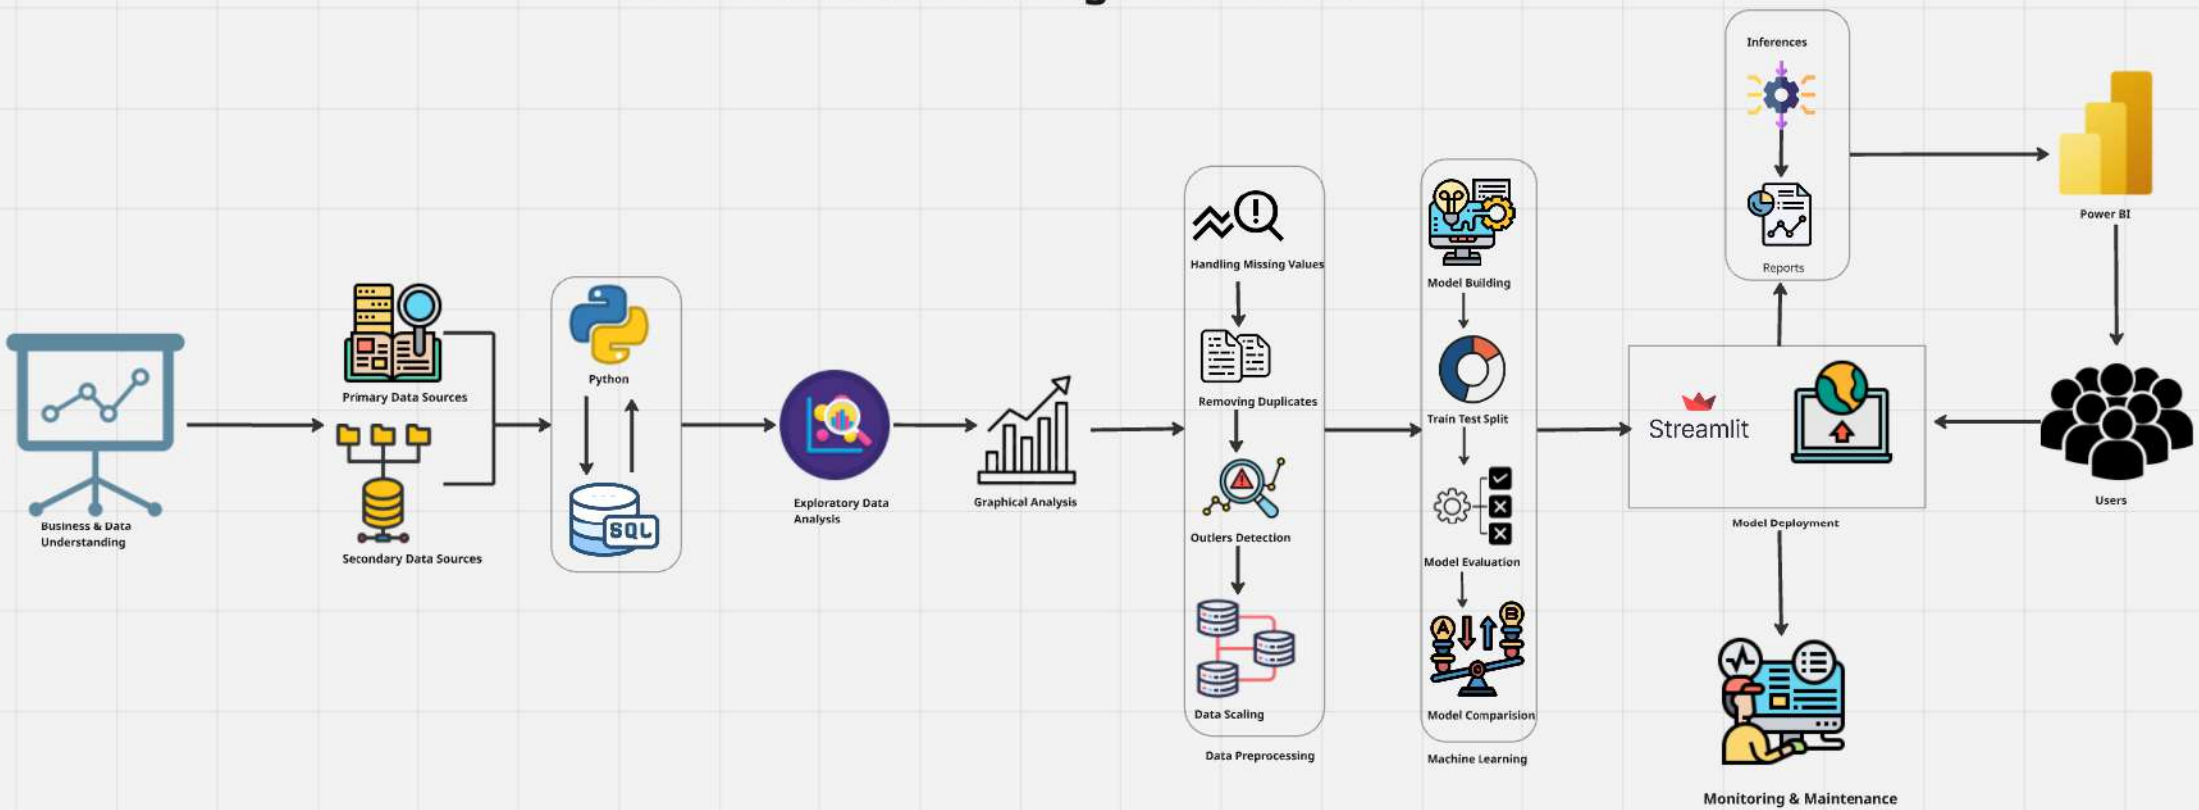 Inferences
Reports
Power BI
Handling Missing Values
Removing Duplicates
Outlers Detection
Data Scaling
Data Preprocessing
Model Building
Train Test Split
Model Evaluation
A
B
Model Comparision
Machine Learning
Primary Data Sources
Secondary Data Sources
Python
SQL
Business & Data
Understanding
Exploratory Data
Analysis
Graphical Analysis
Streamlit
Model Deployment
Users
Monitoring & Maintenance